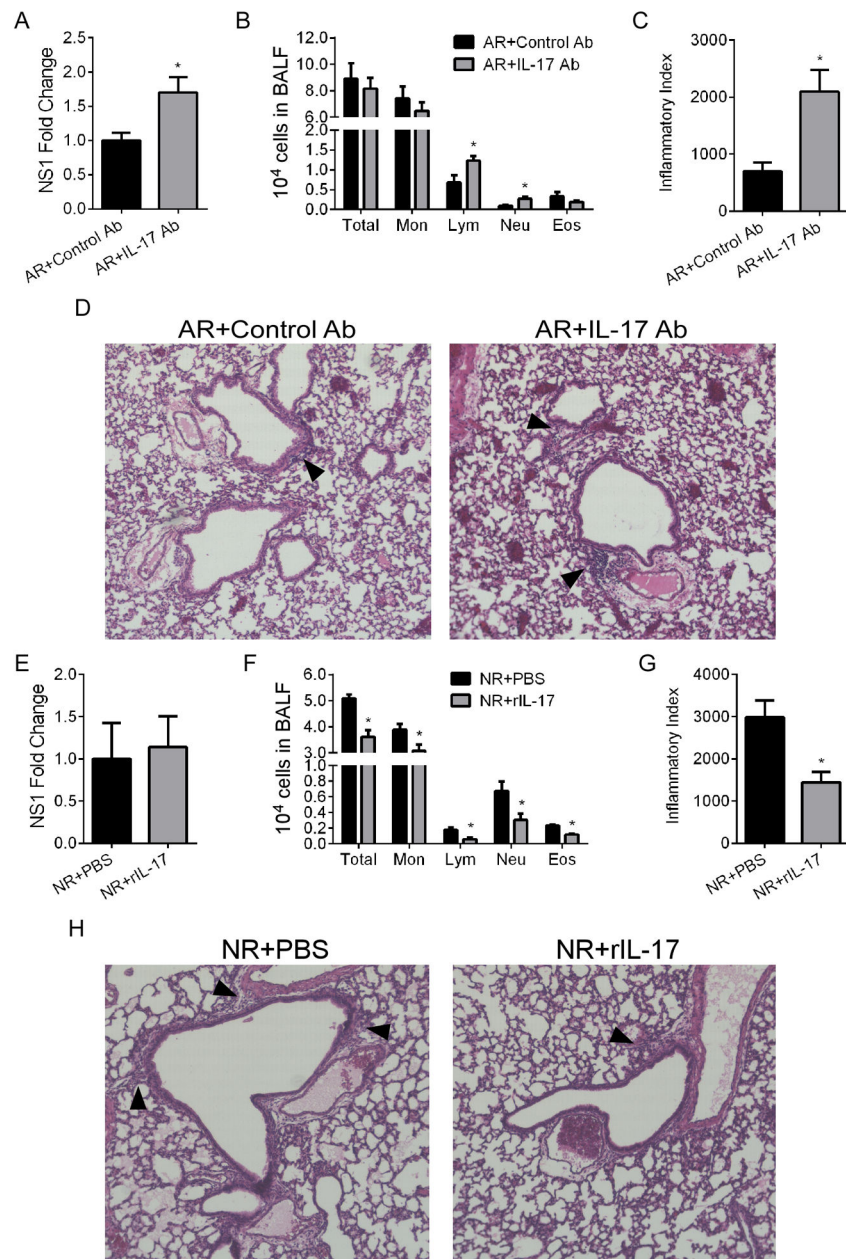 A
NS1 Fold Change
2.5
2.0
1.5
1.0
0.5
0.0
*
AR+Control Ab
AR+IL-17 Ab
B
10⁴ cells in BALF
10.0
8.0
6.0
2.0
1.5
1.0
0.5
0.0
AR+Control Ab
AR+IL-17 Ab
*
*
Total Mon Lym Neu Eos
C
Inflammatory Index
3000
2000
1000
0
*
AR+Control Ab
AR+IL-17 Ab
D
AR+Control Ab
AR+IL-17 Ab
E
NS1 Fold Change
2.0
1.5
1.0
0.5
0.0
NR+PBS
NR+rIL-17
F
10⁴ cells in BALF
6.0
5.0
4.0
3.0
1.0
0.8
0.6
0.4
0.2
0.0
NR+PBS
NR+rIL-17
*
*
*
*
*
Total Mon Lym Neu Eos
G
Inflammatory Index
4000
3000
2000
1000
0
*
NR+PBS
NR+rIL-17
H
NR+PBS
NR+rIL-17